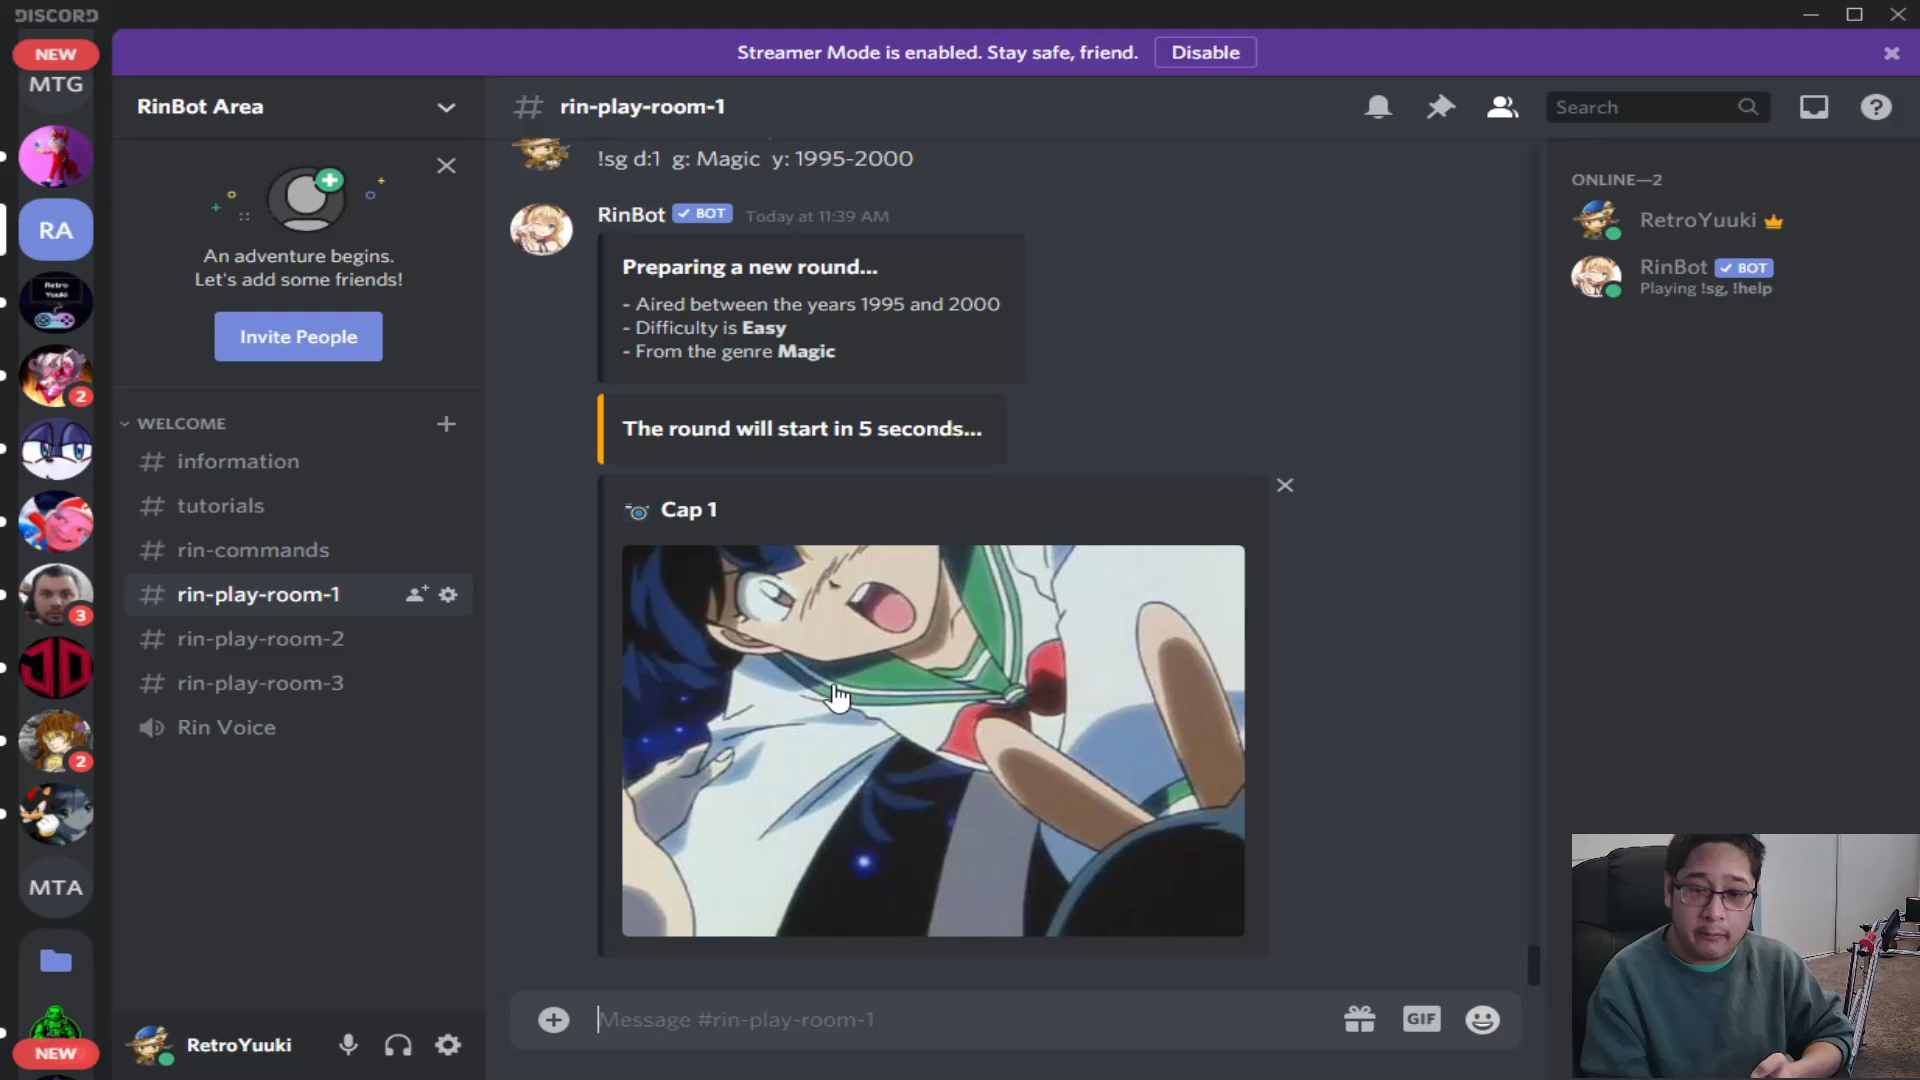 DISCORD
Streamer Mode is enabled. Stay safe, friend.
Disable
NEW
MTG
RA
Retro
Yuuki
2
3
2
MTA
NEW
RinBot Area
An adventure begins.
Let's add some friends!
Invite People
WELCOME
information
tutorials
rin-commands
rin-play-room-1
rin-play-room-2
rin-play-room-3
Rin Voice
RetroYuuki
rin-play-room-1
Search
!sg d:1 g: Magic y: 1995-2000
RinBot BOT Today at 11:39 AM
Preparing a new round...
- Aired between the years 1995 and 2000
- Difficulty is Easy
- From the genre Magic
The round will start in 5 seconds...
Cap 1
Message #rin-play-room-1
GIF
ONLINE—2
RetroYuuki
RinBot BOT
Playing !sg, !help